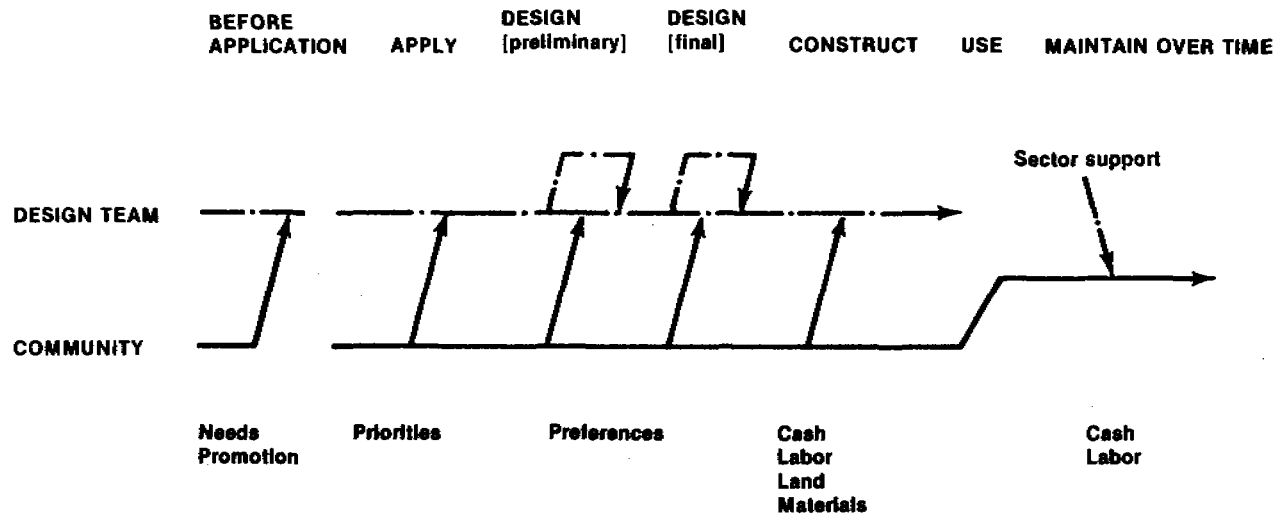 BEFORE APPLICATION
APPLY
DESIGN [preliminary]
DESIGN [final]
CONSTRUCT
USE
MAINTAIN OVER TIME
Sector support
DESIGN TEAM
COMMUNITY
Needs
Promotion
Priorities
Preferences
Cash
Labor
Land
Materials
Cash
Labor